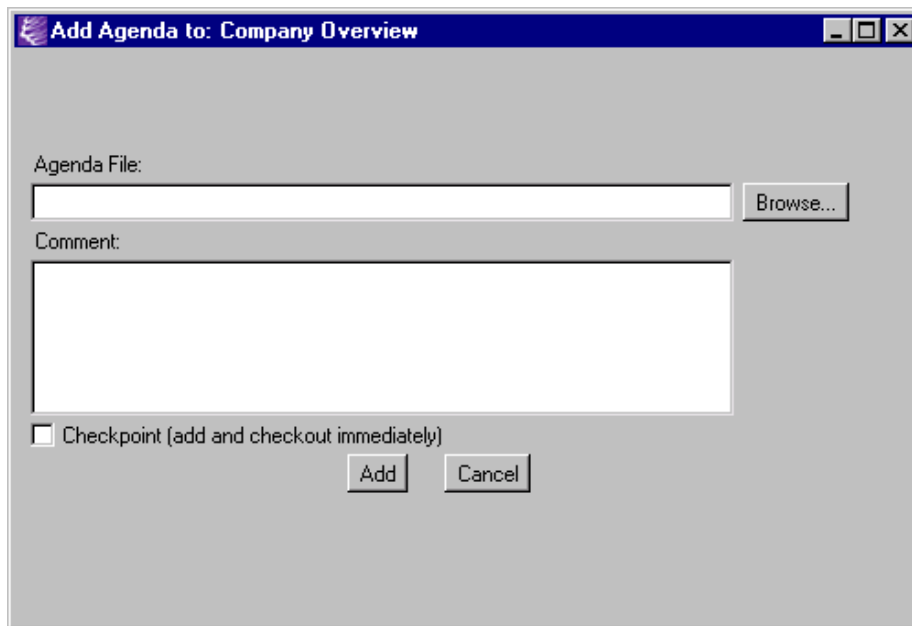 Add Agenda to: Company Overview
Agenda File:
Browse...
Comment:
Checkpoint (add and checkout immediately)
Add Cancel